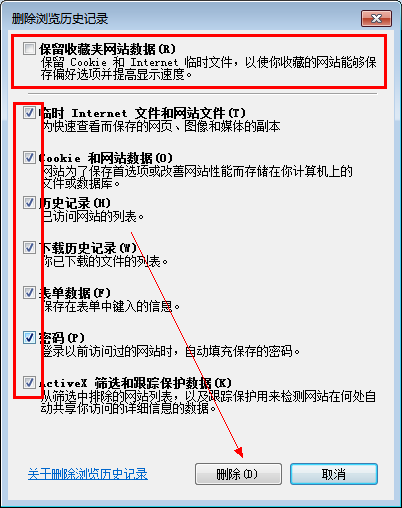 删除浏览历史记录
保留收藏夹网站数据(R)
保留 Cookie 和 Internet 临时文件，以使你收藏的网站能够保
存偏好选项并提高显示速度。
临时 Internet 文件和网站文件(T)
为快速查看而保存的网页、图像和媒体的副本
Cookie 和网站数据(O)
网站为了保存首选项或改善网站性能而存储在你计算机上的
文件或数据库。
历史记录(H)
已访问网站的列表。
下载历史记录(W)
你已下载的文件的列表。
表单数据(F)
保存在表单中键入的信息。
密码(P)
登录以前访问过的网站时，自动填充保存的密码。
ActiveX 筛选和跟踪保护数据(K)
从筛选中排除的网站列表，以及跟踪保护用来检测网站在何处自
动共享你访问的详细信息的数据。
关于删除浏览历史记录 删除(D) 取消